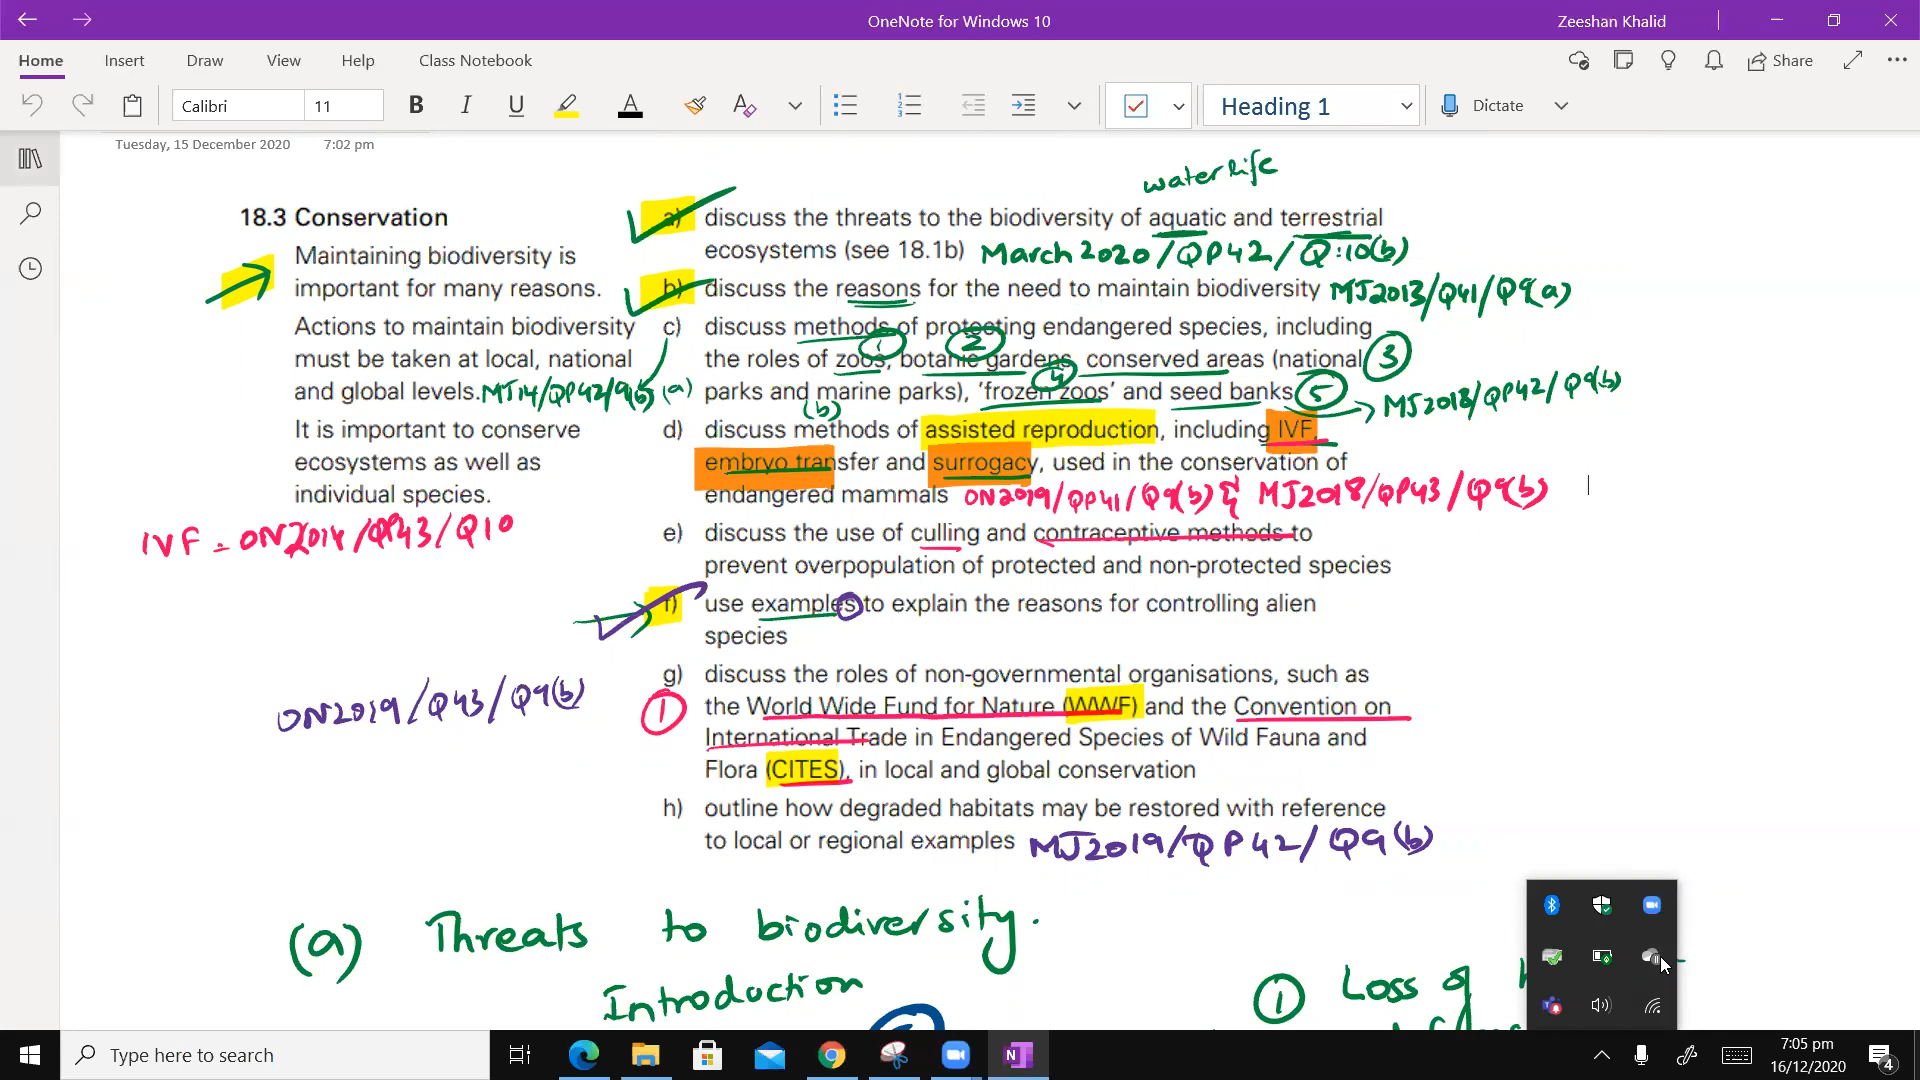 OneNote for Windows 10
Zeeshan Khalid
Home Insert Draw View Help Class Notebook
Share
Calibri 11
B I U A
Heading 1
Dictate
Tuesday, 15 December 2020 7:02 pm
water life
18.3 Conservation
Maintaining biodiversity is
important for many reasons.
Actions to maintain biodiversity
must be taken at local, national
and global levels. MJ14/QP42/9(b)
It is important to conserve
ecosystems as well as
individual species.
IVF = ON2014/QP43/Q10
ON2019/Q43/Q9(b)
a) discuss the threats to the biodiversity of aquatic and terrestrial
ecosystems (see 18.1b) March 2020/QP42/Q:10(b)
b) discuss the reasons for the need to maintain biodiversity MJ2013/Q41/Q9(a)
c) discuss methods of protecting endangered species, including
1 2
the roles of zoos, botanic gardens, conserved areas (national 3
4
(a) parks and marine parks), ‘frozen zoos’ and seed banks 5 MJ2018/QP42/Q9(b)
(b)
d) discuss methods of assisted reproduction, including IVF,
embryo transfer and surrogacy, used in the conservation of
endangered mammals ON2019/QP41/Q9(b) { MJ2018/QP43/Q9(b)
e) discuss the use of culling and contraceptive methods to
prevent overpopulation of protected and non-protected species
f) use examples to explain the reasons for controlling alien
species
g) discuss the roles of non-governmental organisations, such as
1 the World Wide Fund for Nature (WWF) and the Convention on
International Trade in Endangered Species of Wild Fauna and
Flora (CITES), in local and global conservation
h) outline how degraded habitats may be restored with reference
to local or regional examples MJ2019/QP42/Q9(b)
(a) Threats to biodiversity.
Introduction
1 Loss of
Type here to search
7:05 pm
16/12/2020
4